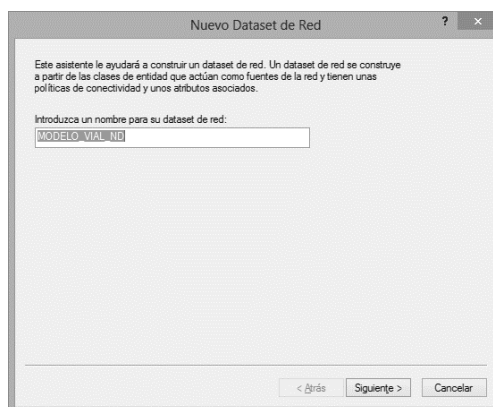 Nuevo Dataset de Red
?
×
Este asistente le ayudará a construir un dataset de red. Un dataset de red se construye
a partir de las clases de entidad que actúan como fuentes de la red y tienen unas
políticas de conectividad y unos atributos asociados.
Introduzca un nombre para su dataset de red:
MODELO_VIAL_ND
< Atrás
Siguiente >
Cancelar